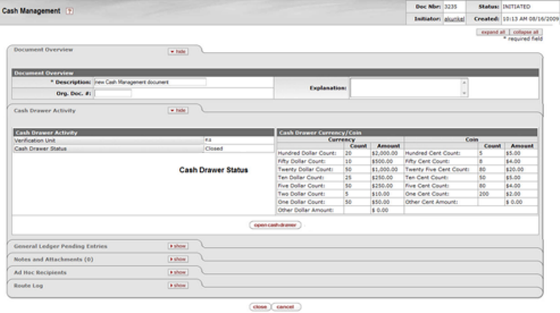 Cash Management ?
Doc Nbr: 3235 Status: INITIATED
Initiator: Created: 10:13 AM 08/16/2009
expand all collapse all
* required field
Document Overview hide
Document Overview
* Description: new Cash Management document Explanation:
Org. Doc. #:
Cash Drawer Activity hide
Cash Drawer Activity
Verification Unit
Cash Drawer Status Closed
Cash Drawer Status
Cash Drawer Currency/Coin
Currency Coin
Count Amount Count Amount
Hundred Dollar Count: 20 $2,000.00 Hundred Cent Count: 5 $5.00
Fifty Dollar Count: 10 $500.00 Fifty Cent Count: 8 $4.00
Twenty Dollar Count: 50 $1,000.00 Twenty Five Cent Count: 80 $20.00
Ten Dollar Count: 25 $250.00 Ten Cent Count: 50 $5.00
Five Dollar Count: 50 $250.00 Five Cent Count: 80 $4.00
Two Dollar Count: 5 $10.00 One Cent Count: 200 $2.00
One Dollar Count: 50 $50.00 Other Cent Amount: $ 0.00
Other Dollar Amount: $ 0.00
open cash drawer
General Ledger Pending Entries show
Notes and Attachments (0) show
Ad Hoc Recipients show
Route Log show
close cancel